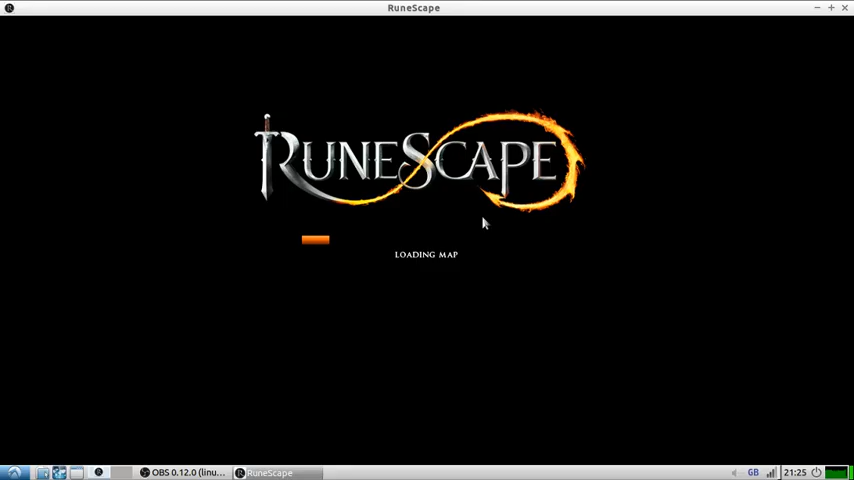 RuneScape
RUNESCAPE
LOADING MAP
OBS 0.12.0 (linu...
RuneScape
GB
21:25